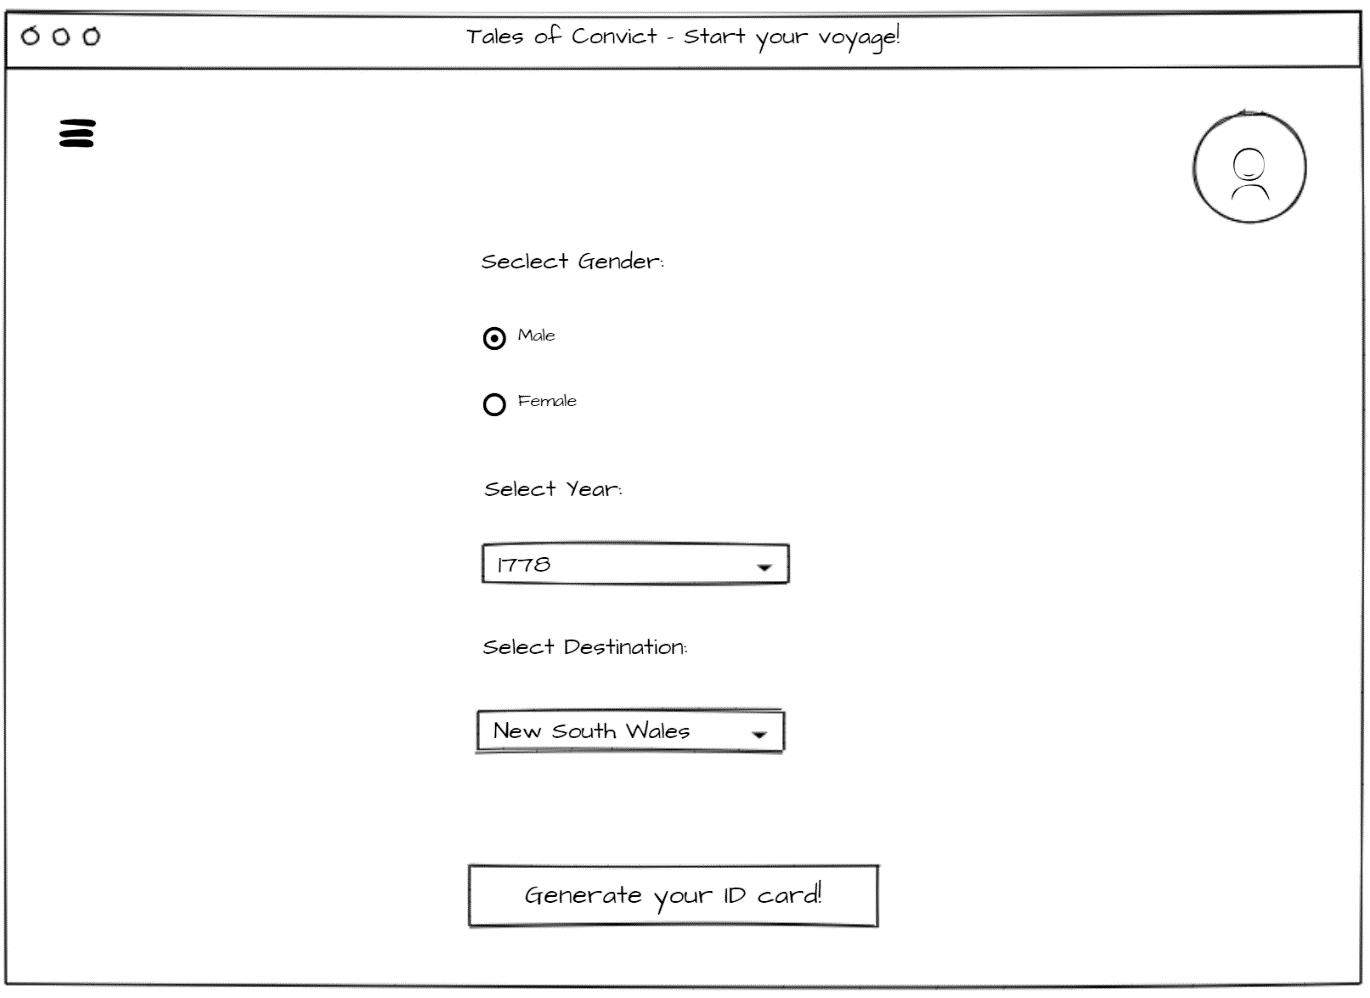 Tales of Convict - Start your voyage!
Seclect Gender:
Male
Female
Select Year:
1778
Select Destination:
New South Wales
Generate your ID card!